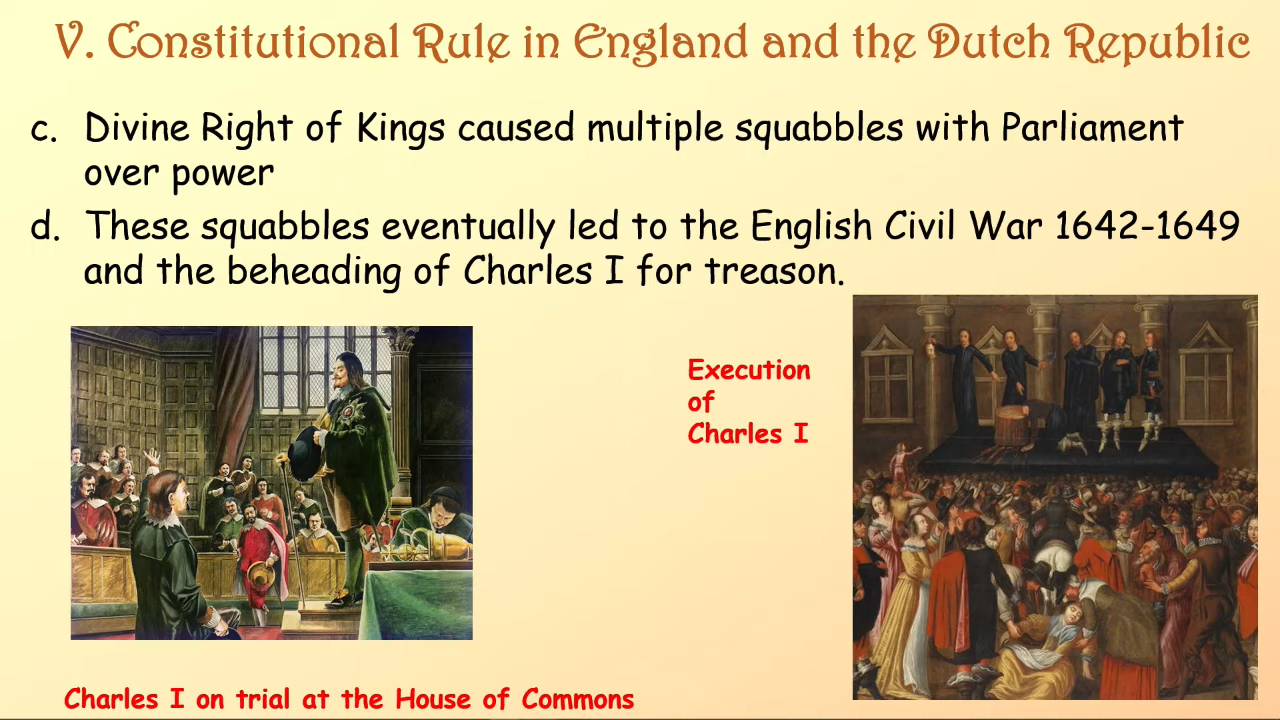 V. Constitutional Rule in England and the Dutch Republic
c. Divine Right of Kings caused multiple squabbles with Parliament
over power
d. These squabbles eventually led to the English Civil War 1642-1649
and the beheading of Charles I for treason.
Execution
of
Charles I
Charles I on trial at the House of Commons